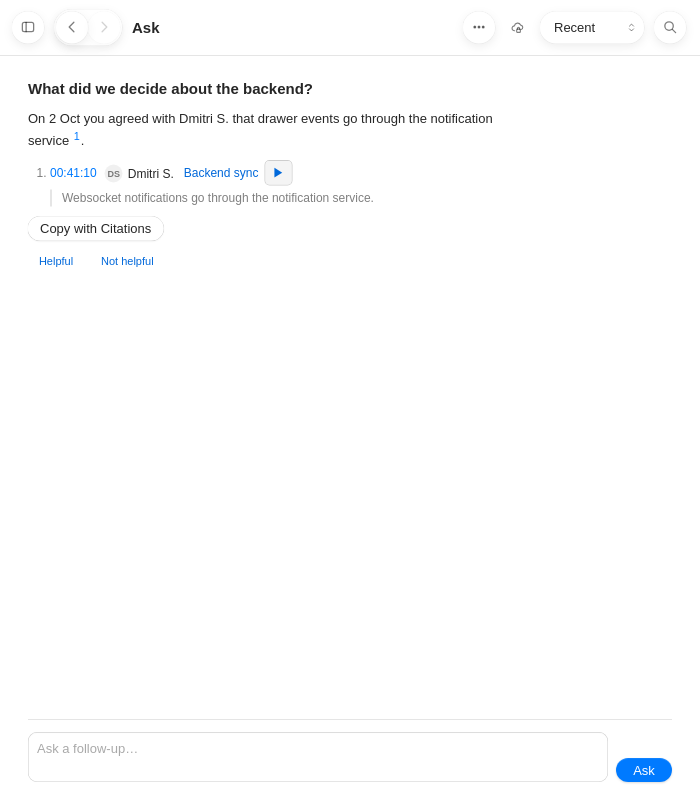 Ask
Recent
What did we decide about the backend?
On 2 Oct you agreed with Dmitri S. that drawer events go through the notification
service 1.
1. 00:41:10 DS Dmitri S. Backend sync
Websocket notifications go through the notification service.
Copy with Citations
Helpful Not helpful
Ask a follow-up…
Ask